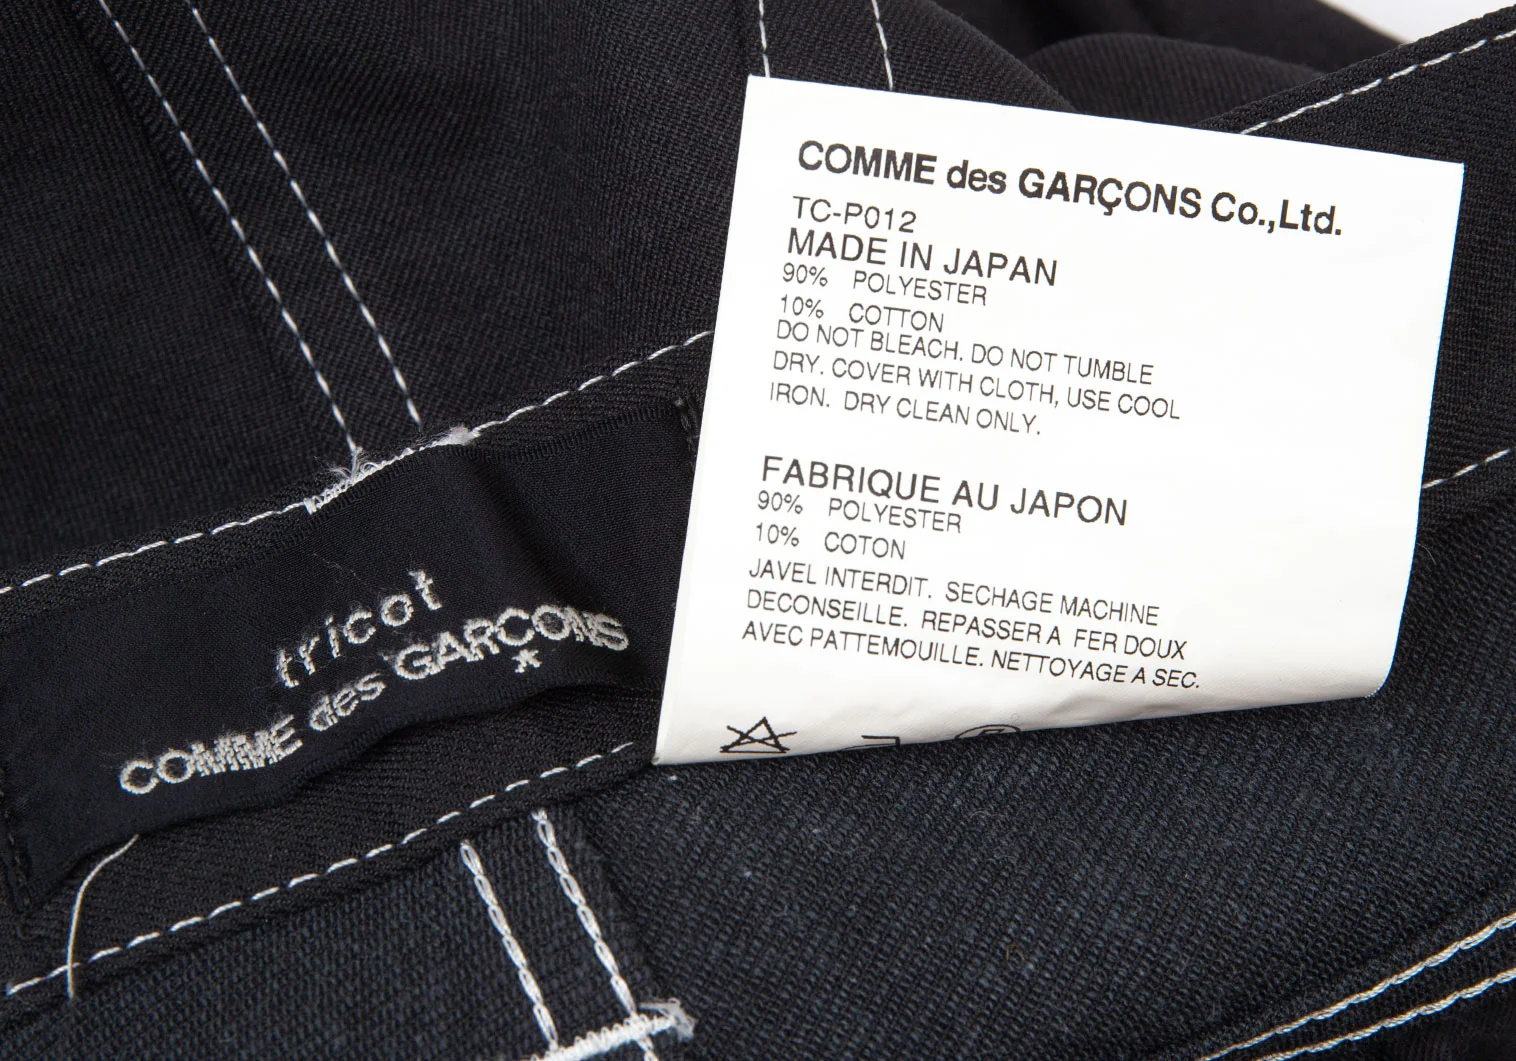 COMME des GARÇONS Co.,Ltd.
TC-P012
MADE IN JAPAN
90% POLYESTER
10% COTTON
DO NOT BLEACH. DO NOT TUMBLE
DRY. COVER WITH CLOTH, USE COOL
IRON. DRY CLEAN ONLY.
FABRIQUE AU JAPON
90% POLYESTER
10% COTON
JAVEL INTERDIT. SECHAGE MACHINE
DECONSEILLE. REPASSER A FER DOUX
AVEC PATTEMOUILLE. NETTOYAGE A SEC.
tricot
COMME des GARCONS